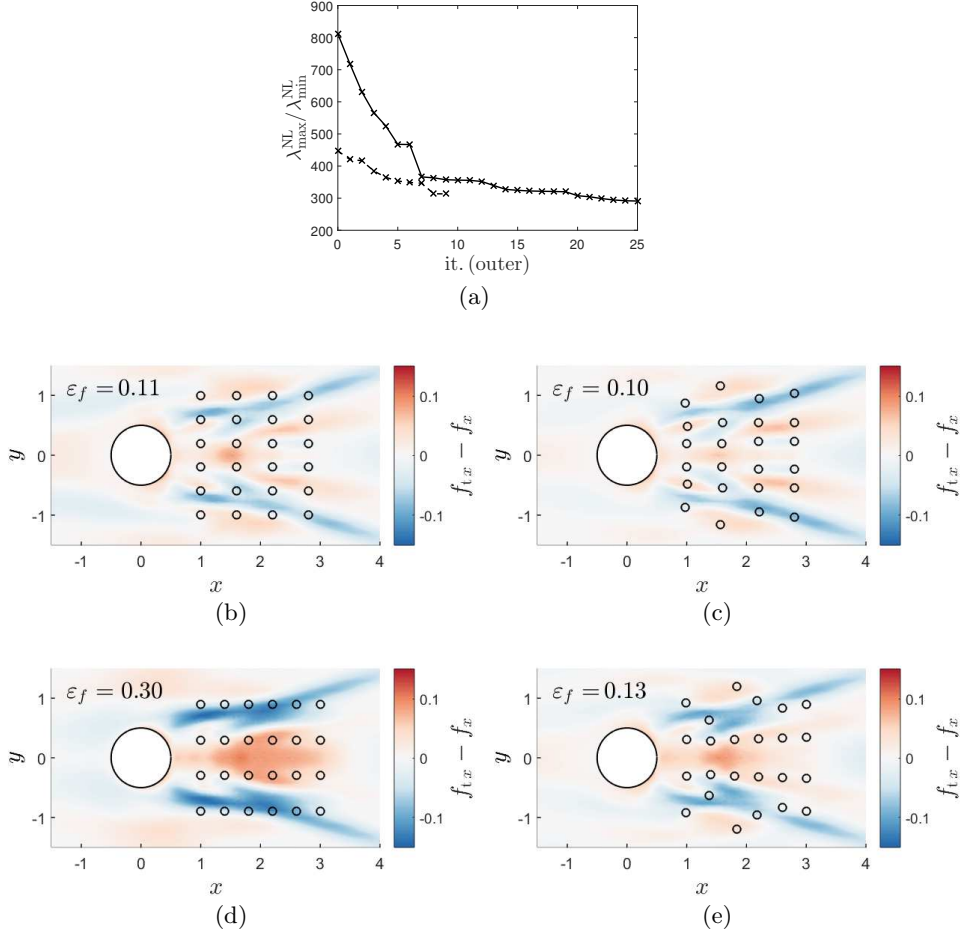 900
800
700
600
500
400
300
200
λ^NL_max/λ^NL_min
0 5 10 15 20 25
it. (outer)
(a)
ε_f = 0.11
1
0
-1
y
-1 0 1 2 3 4
x
0.1
0
-0.1
f_{t x} − f_x
(b)
ε_f = 0.10
1
0
-1
y
-1 0 1 2 3 4
x
0.1
0
-0.1
f_{t x} − f_x
(c)
ε_f = 0.30
1
0
-1
y
-1 0 1 2 3 4
x
0.1
0
-0.1
f_{t x} − f_x
(d)
ε_f = 0.13
1
0
-1
y
-1 0 1 2 3 4
x
0.1
0
-0.1
f_{t x} − f_x
(e)